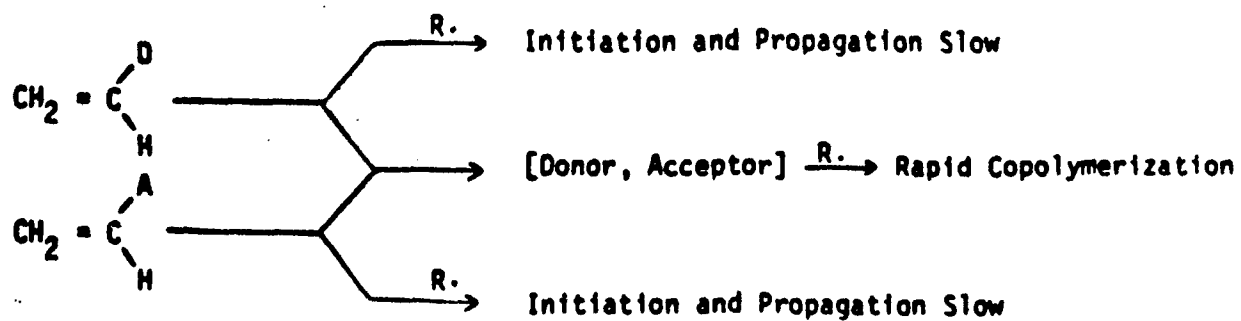 R. Initiation and Propagation Slow
D
CH₂ = C
H
[Donor, Acceptor] R. Rapid Copolymerization
A
CH₂ = C
H
R. Initiation and Propagation Slow